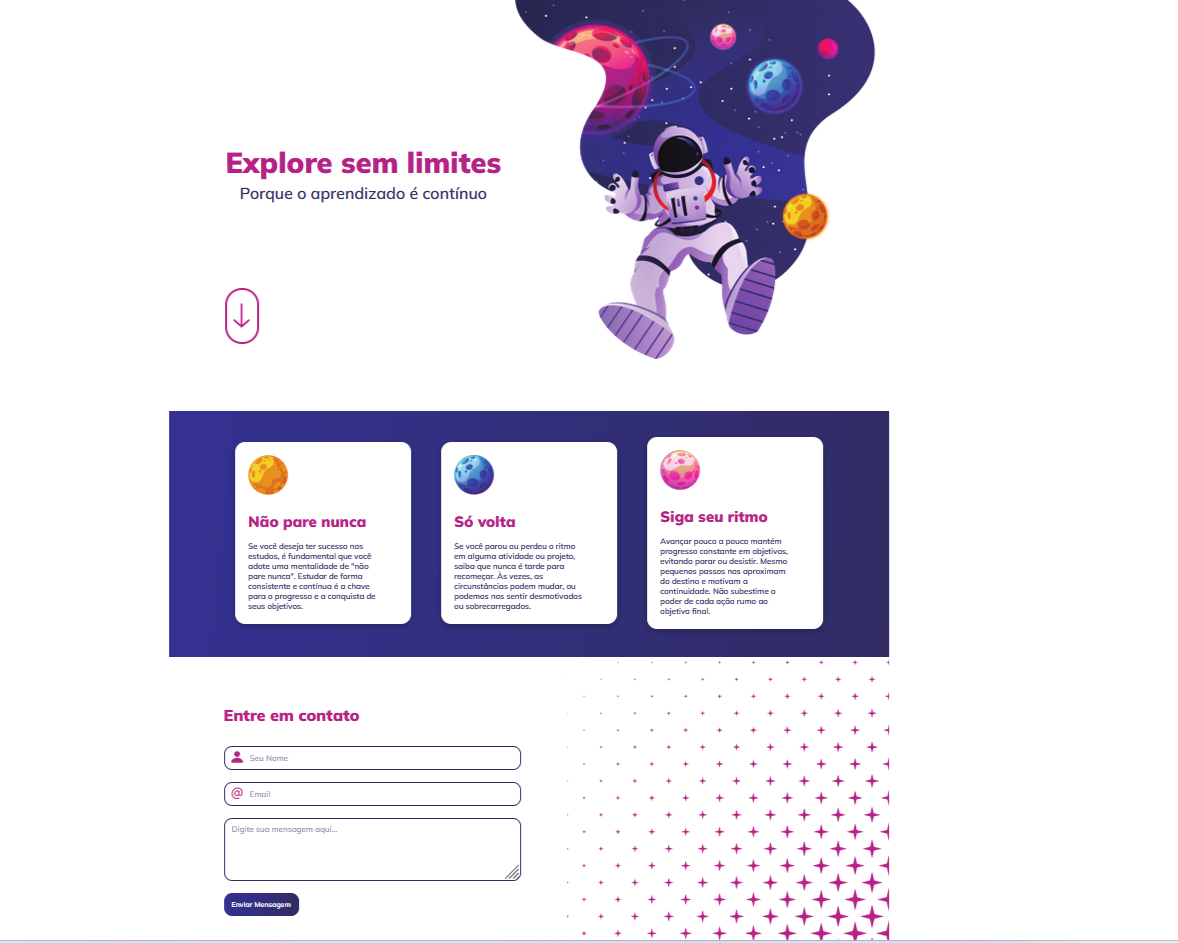 Explore sem limites
Porque o aprendizado é contínuo
Não pare nunca
Se você deseja ter sucesso nos
estudos, é fundamental que você
adote uma mentalidade de "não
pare nunca". Estudar de forma
consistente e contínua é a chave
para o progresso e a conquista de
seus objetivos.
Só volta
Se você parou ou perdeu o ritmo
em alguma atividade ou projeto,
saiba que nunca é tarde para
recomeçar. Às vezes, as
circunstâncias podem mudar, ou
podemos nos sentir desmotivados
ou sobrecarregados.
Siga seu ritmo
Avançar pouco a pouco mantém
progresso constante em objetivos,
evitando parar ou desistir. Mesmo
pequenos passos nos aproximam
do destino e motivam a
continuidade. Não subestime o
poder de cada ação rumo ao
objetivo final.
Entre em contato
Seu Nome
@ Email
Digite sua mensagem aqui...
Enviar Mensagem